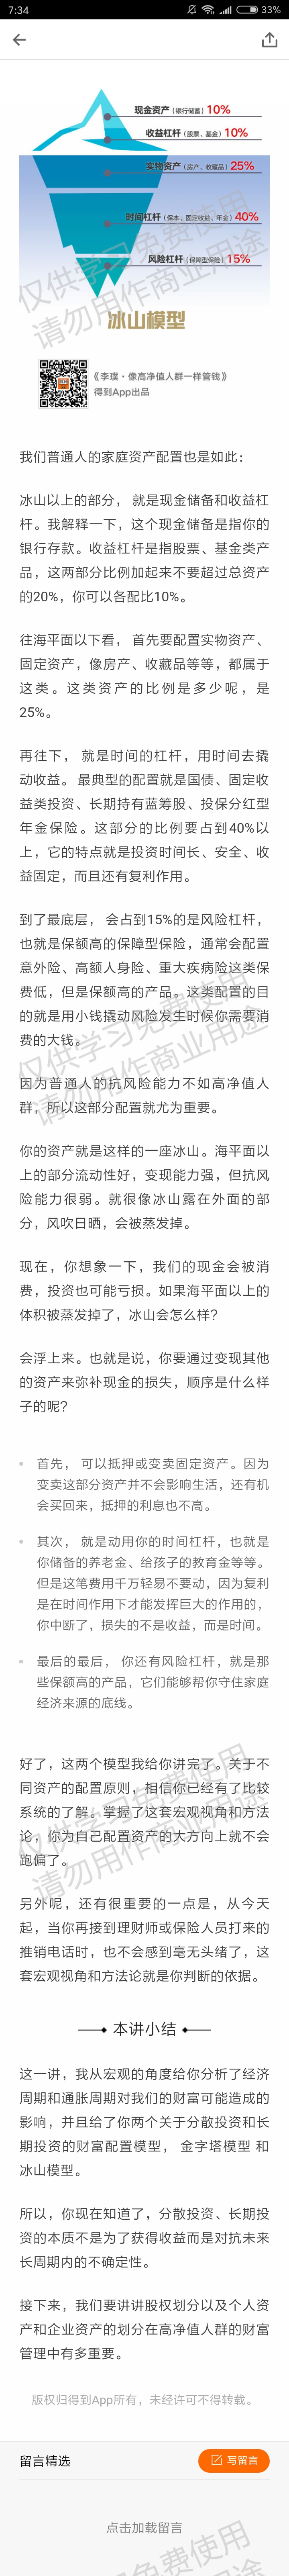 7:34
33%
现金资产 (银行储蓄) 10%
收益杠杆 (股票、基金) 10%
实物资产 (房产、收藏品) 25%
时间杠杆 (保本、固定收益、年金) 40%
风险杠杆 (保障型保险) 15%
仅供学习免费使用
请勿用作商业用途
冰山模型
《李璞·像高净值人群一样管钱》
得到App出品
我们普通人的家庭资产配置也是如此：
冰山以上的部分， 就是现金储备和收益杠
杆。我解释一下，这个现金储备是指你的
银行存款。收益杠杆是指股票、基金类产
品，这两部分比例加起来不要超过总资产
的20%，你可以各配比10%。
往海平面以下看， 首先要配置实物资产、
固定资产，像房产、收藏品等等，都属于
这类。这类资产的比例是多少呢，是
25%。
再往下， 就是时间的杠杆，用时间去撬
动收益。 最典型的配置就是国债、固定收
益类投资、长期持有蓝筹股、投保分红型
年金保险。这部分的比例要占到40%以
上，它的特点就是投资时间长、安全、收
益固定，而且还有复利作用。
到了最底层， 会占到15%的是风险杠杆，
也就是保额高的保障型保险，通常会配置
意外险、高额人身险、重大疾病险这类保
费低，但是保额高的产品。这类配置的目
的就是用小钱撬动风险发生时候你需要消
费的大钱。
仅供学习免费使用
请勿用作商业用途
因为普通人的抗风险能力不如高净值人
群，所以这部分配置就尤为重要。
你的资产就是这样的一座冰山。海平面以
上的部分流动性好，变现能力强，但抗风
险能力很弱。就很像冰山露在外面的部
分，风吹日晒，会被蒸发掉。
现在，你想象一下，我们的现金会被消
费，投资也可能亏损。如果海平面以上的
体积被蒸发掉了，冰山会怎么样?
会浮上来。也就是说，你要通过变现其他
的资产来弥补现金的损失，顺序是什么样
子的呢?
首先， 可以抵押或变卖固定资产。因为
变卖这部分资产并不会影响生活，还有机
会买回来，抵押的利息也不高。
其次， 就是动用你的时间杠杆，也就是
你储备的养老金、给孩子的教育金等等。
但是这笔费用千万轻易不要动，因为复利
是在时间作用下才能发挥巨大的作用的，
你中断了，损失的不是收益，而是时间。
最后的最后， 你还有风险杠杆，就是那
些保额高的产品，它们能够帮你守住家庭
经济来源的底线。
好了，这两个模型我给你讲完了。关于不
同资产的配置原则，相信你已经有了比较
系统的了解。掌握了这套宏观视角和方法
论，你为自己配置资产的大方向上就不会
跑偏了。
仅供学习免费使用
请勿用作商业用途
另外呢，还有很重要的一点是，从今天
起，当你再接到理财师或保险人员打来的
推销电话时，也不会感到毫无头绪了，这
套宏观视角和方法论就是你判断的依据。
本讲小结
这一讲，我从宏观的角度给你分析了经济
周期和通胀周期对我们的财富可能造成的
影响，并且给了你两个关于分散投资和长
期投资的财富配置模型， 金字塔模型 和
冰山模型。
所以，你现在知道了，分散投资、长期投
资的本质不是为了获得收益而是对抗未来
长周期内的不确定性。
接下来，我们要讲讲股权划分以及个人资
产和企业资产的划分在高净值人群的财富
管理中有多重要。
版权归得到App所有，未经许可不得转载。
留言精选
写留言
点击加载留言